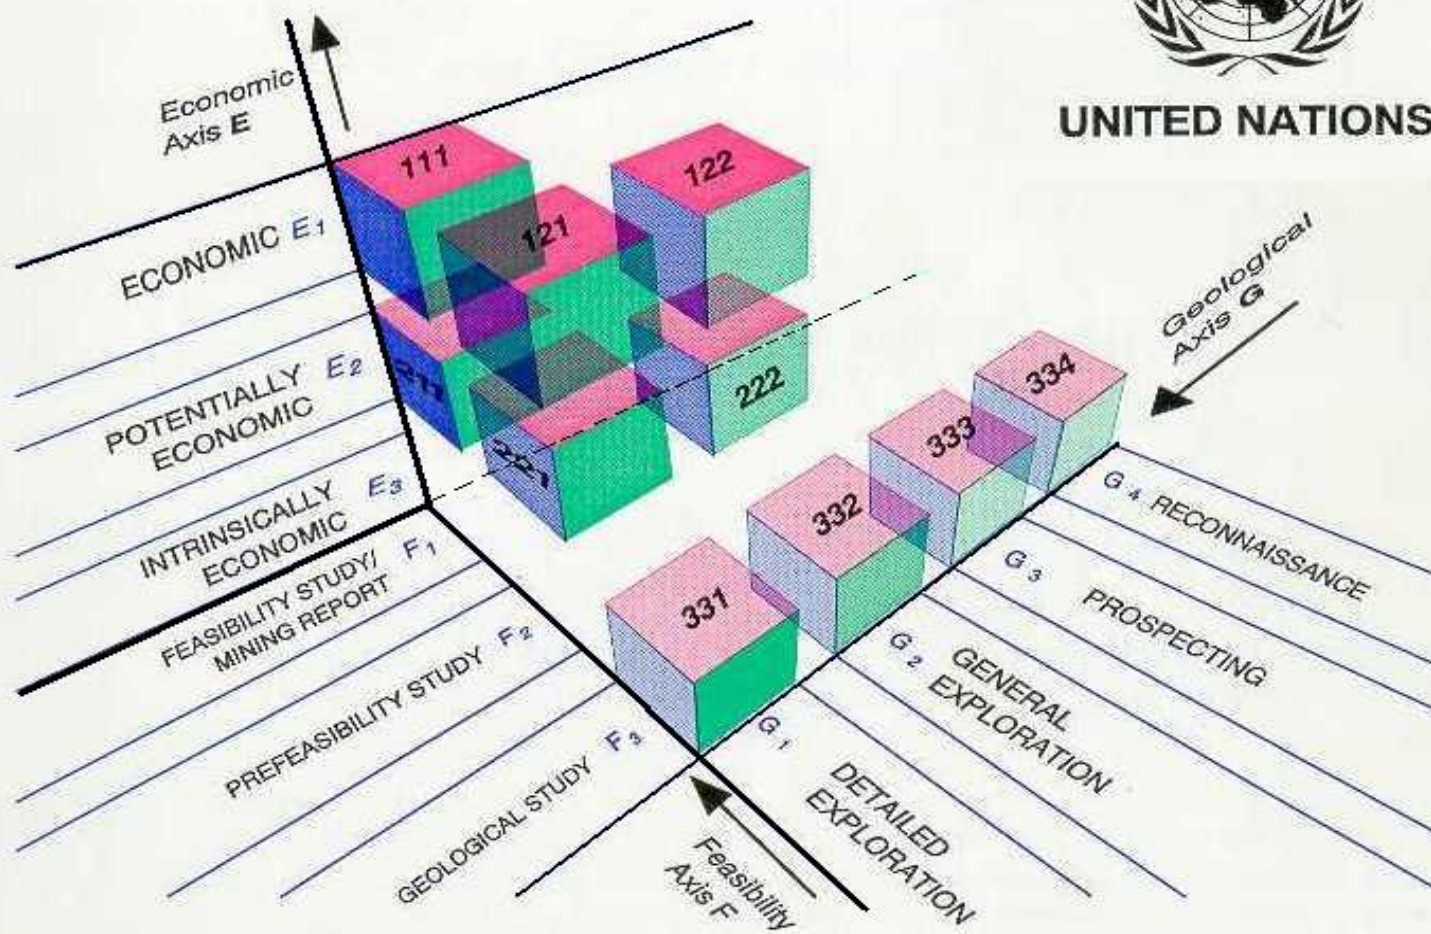 UNITED NATIONS
Economic
Axis E
ECONOMIC E1
POTENTIALLY E2
ECONOMIC
INTRINSICALLY E3
ECONOMIC
FEASIBILITY STUDY/ F1
MINING REPORT
PREFEASIBILITY STUDY F2
GEOLOGICAL STUDY F3
111
122
121
211
222
221
334
333
332
331
Geological
Axis G
G4 RECONNAISSANCE
G3 PROSPECTING
G2 GENERAL
EXPLORATION
G1 DETAILED
EXPLORATION
Feasibility
Axis F